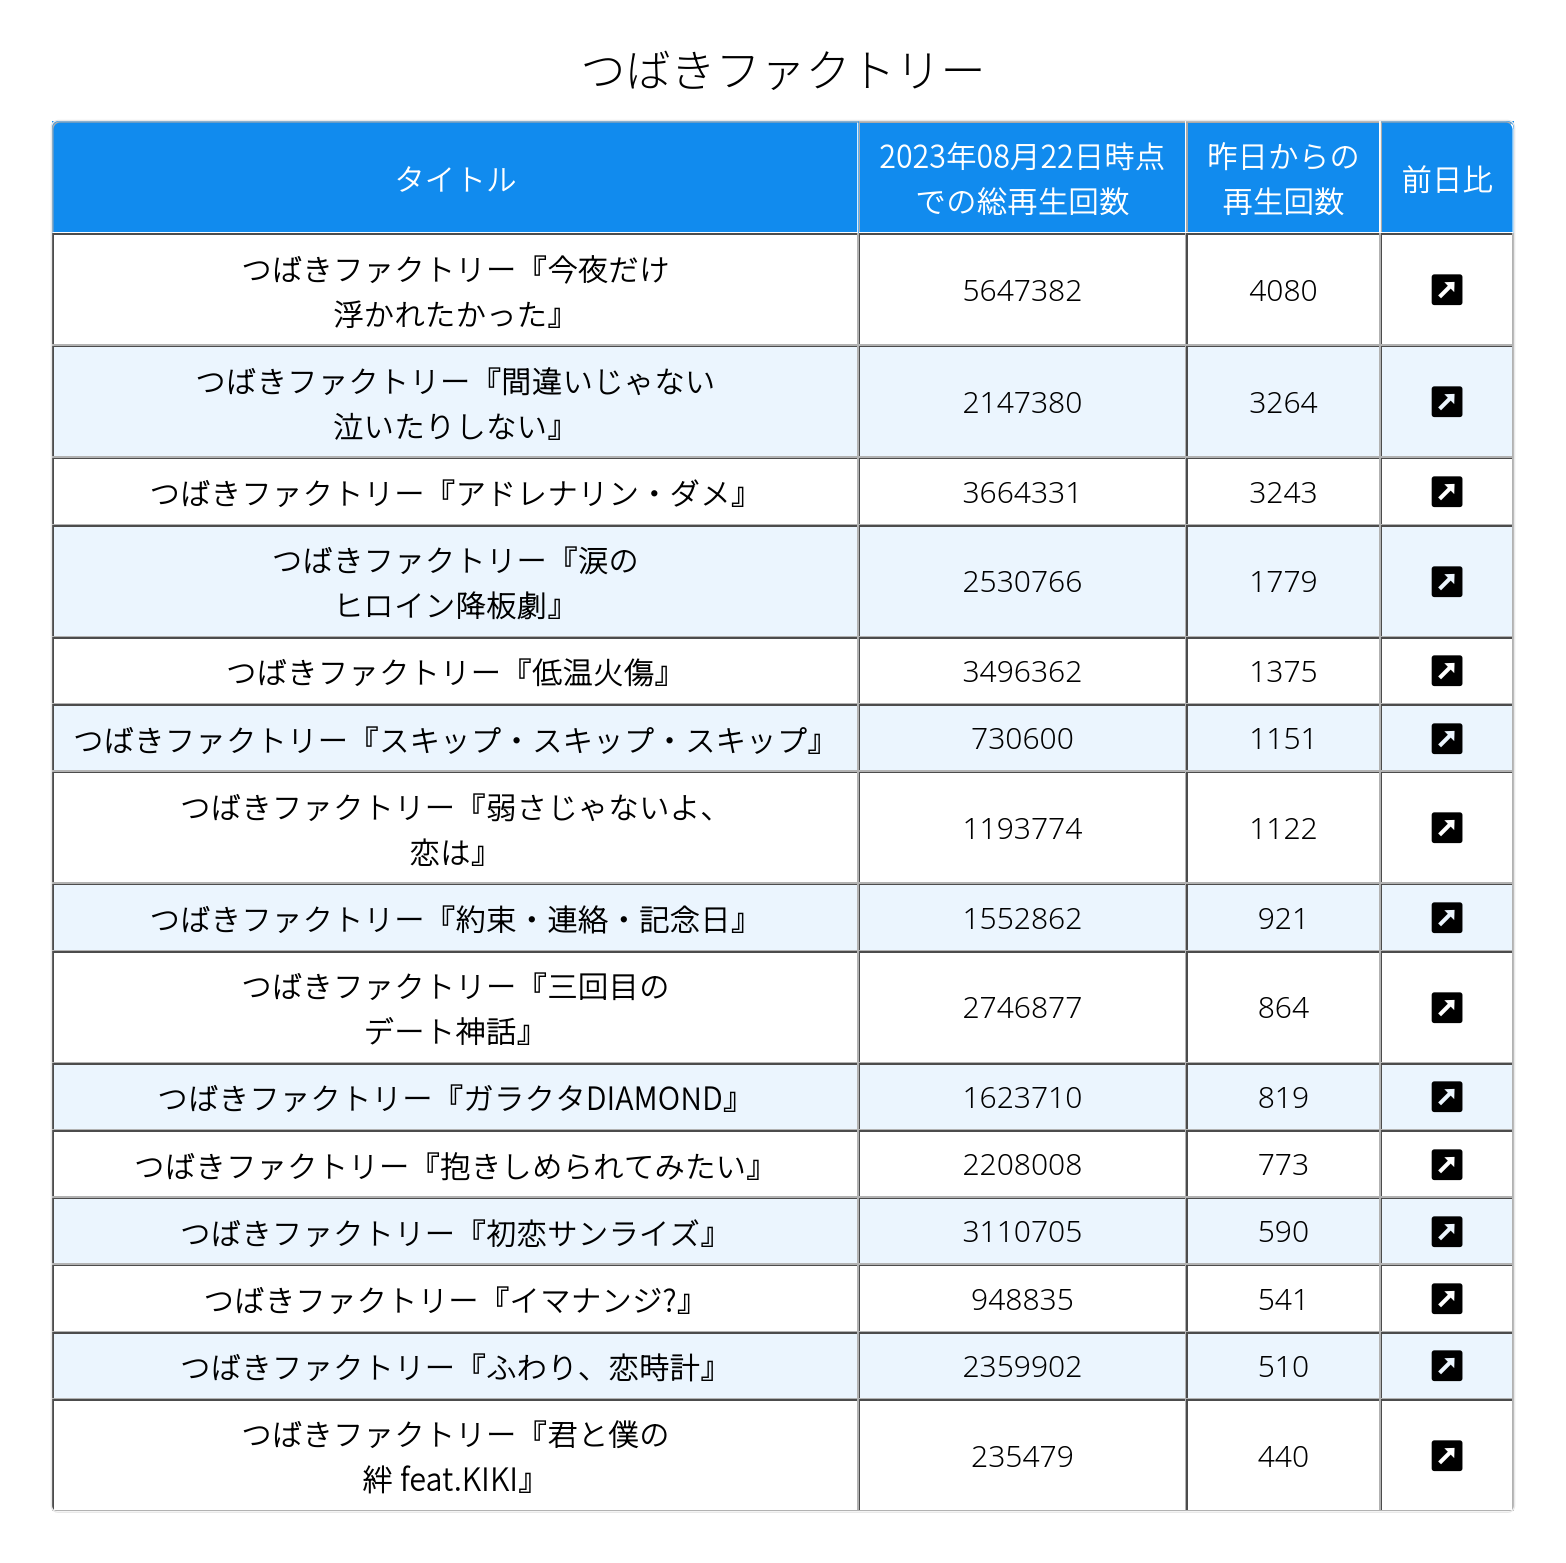 つばきファクトリー
タイトル
2023年08月22日時点
での総再生回数
昨日からの
再生回数
前日比
つばきファクトリー『今夜だけ
浮かれたかった』
5647382
4080
つばきファクトリー『間違いじゃない
泣いたりしない』
2147380
3264
つばきファクトリー『アドレナリン・ダメ』
3664331
3243
つばきファクトリー『涙の
ヒロイン降板劇』
2530766
1779
つばきファクトリー『低温火傷』
3496362
1375
つばきファクトリー『スキップ・スキップ・スキップ』
730600
1151
つばきファクトリー『弱さじゃないよ、
恋は』
1193774
1122
つばきファクトリー『約束・連絡・記念日』
1552862
921
つばきファクトリー『三回目の
デート神話』
2746877
864
つばきファクトリー『ガラクタDIAMOND』
1623710
819
つばきファクトリー『抱きしめられてみたい』
2208008
773
つばきファクトリー『初恋サンライズ』
3110705
590
つばきファクトリー『イマナンジ?』
948835
541
つばきファクトリー『ふわり、恋時計』
2359902
510
つばきファクトリー『君と僕の
絆 feat.KIKI』
235479
440